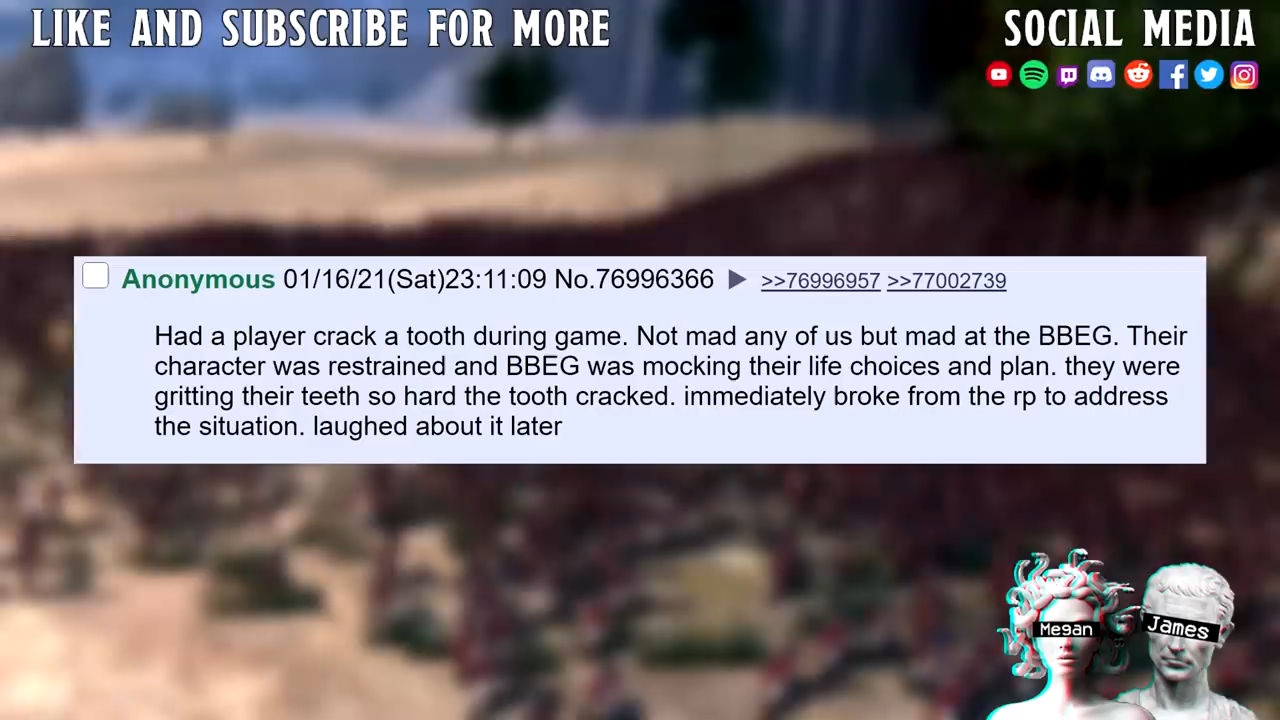 LIKE AND SUBSCRIBE FOR MORE
SOCIAL MEDIA
Anonymous 01/16/21(Sat)23:11:09 No.76996366 ▶ >>76996957 >>77002739
Had a player crack a tooth during game. Not mad any of us but mad at the BBEG. Their
character was restrained and BBEG was mocking their life choices and plan. they were
gritting their teeth so hard the tooth cracked. immediately broke from the rp to address
the situation. laughed about it later
Megan
James